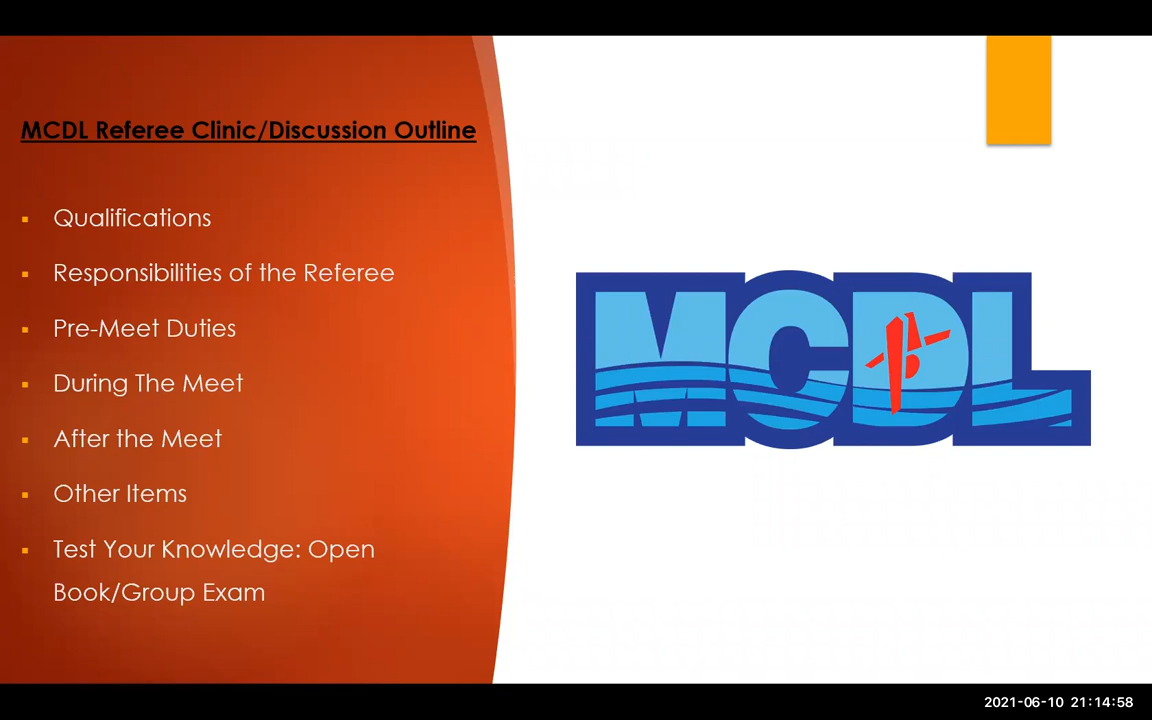 MCDL Referee Clinic/Discussion Outline
Qualifications
Responsibilities of the Referee
Pre-Meet Duties
During The Meet
After the Meet
Other Items
Test Your Knowledge: Open
Book/Group Exam
MCDL
2021-06-10 21:14:58